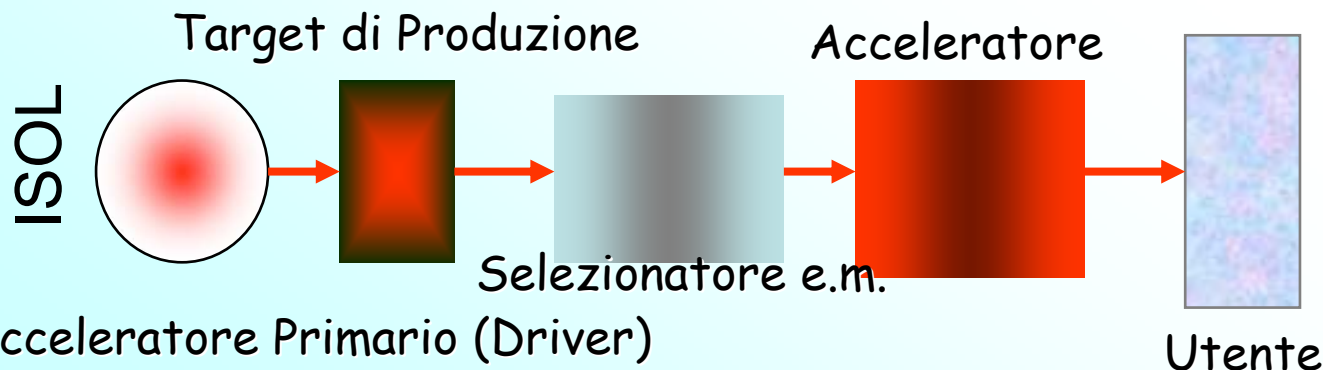 Target di Produzione
Acceleratore
ISOL
Selezionatore e.m.
cceleratore Primario (Driver)
Utente